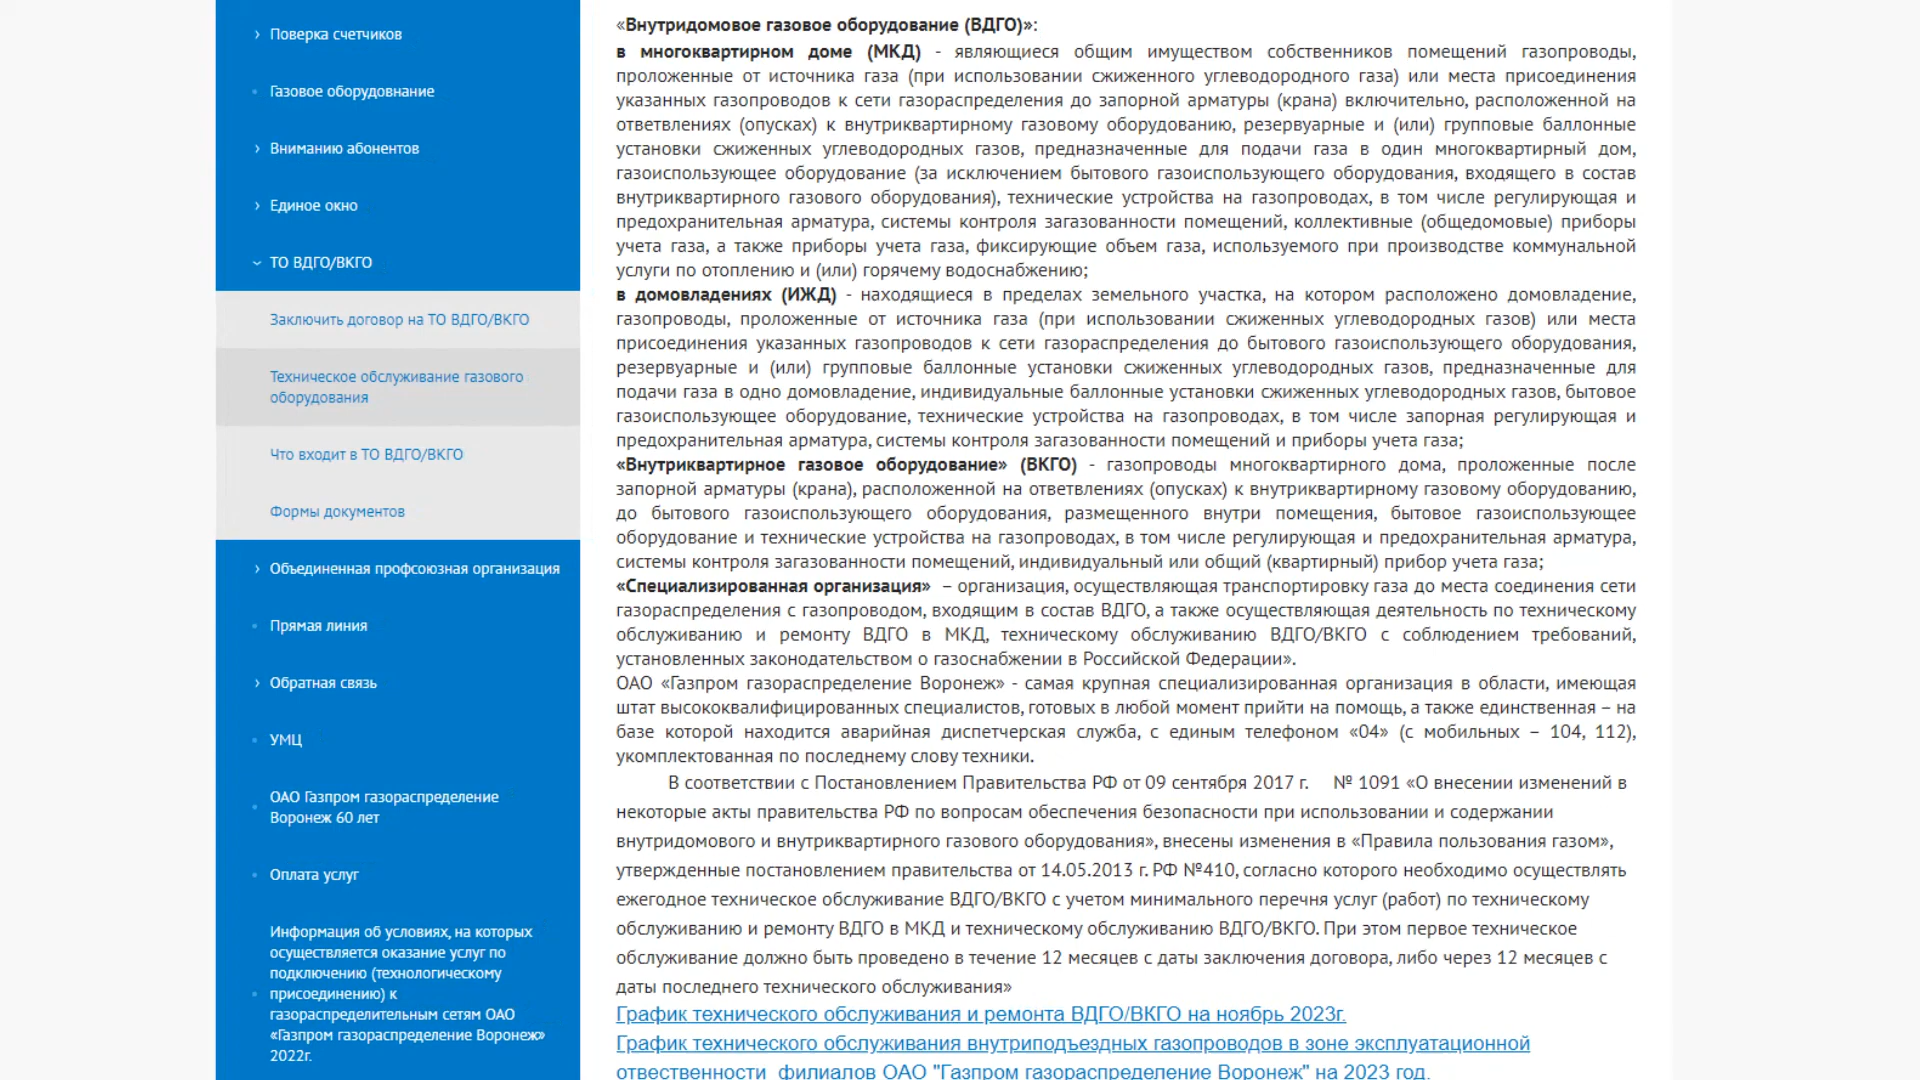 Поверка счетчиков
Газовое оборудовнание
Вниманию абонентов
Единое окно
ТО ВДГО/ВКГО
Заключить договор на ТО ВДГО/ВКГО
Техническое обслуживание газового
оборудования
Что входит в ТО ВДГО/ВКГО
Формы документов
Объединенная профсоюзная организация
Прямая линия
Обратная связь
УМЦ
ОАО Газпром газораспределение
Воронеж 60 лет
Оплата услуг
Информация об условиях, на которых
осуществляется оказание услуг по
подключению (технологическому
присоединению) к
газораспределительным сетям ОАО
«Газпром газораспределение Воронеж»
2022г.
«Внутридомовое газовое оборудование (ВДГО)»:
в многоквартирном доме (МКД) - являющиеся общим имуществом собственников помещений газопроводы,
проложенные от источника газа (при использовании сжиженного углеводородного газа) или места присоединения
указанных газопроводов к сети газораспределения до запорной арматуры (крана) включительно, расположенной на
ответвлениях (опусках) к внутриквартирному газовому оборудованию, резервуарные и (или) групповые баллонные
установки сжиженных углеводородных газов, предназначенные для подачи газа в один многоквартирный дом,
газоиспользующее оборудование (за исключением бытового газоиспользующего оборудования, входящего в состав
внутриквартирного газового оборудования), технические устройства на газопроводах, в том числе регулирующая и
предохранительная арматура, системы контроля загазованности помещений, коллективные (общедомовые) приборы
учета газа, а также приборы учета газа, фиксирующие объем газа, используемого при производстве коммунальной
услуги по отоплению и (или) горячему водоснабжению;
в домовладениях (ИЖД) - находящиеся в пределах земельного участка, на котором расположено домовладение,
газопроводы, проложенные от источника газа (при использовании сжиженных углеводородных газов) или места
присоединения указанных газопроводов к сети газораспределения до бытового газоиспользующего оборудования,
резервуарные и (или) групповые баллонные установки сжиженных углеводородных газов, предназначенные для
подачи газа в одно домовладение, индивидуальные баллонные установки сжиженных углеводородных газов, бытовое
газоиспользующее оборудование, технические устройства на газопроводах, в том числе запорная регулирующая и
предохранительная арматура, системы контроля загазованности помещений и приборы учета газа;
«Внутриквартирное газовое оборудование» (ВКГО) - газопроводы многоквартирного дома, проложенные после
запорной арматуры (крана), расположенной на ответвлениях (опусках) к внутриквартирному газовому оборудованию,
до бытового газоиспользующего оборудования, размещенного внутри помещения, бытовое газоиспользующее
оборудование и технические устройства на газопроводах, в том числе регулирующая и предохранительная арматура,
системы контроля загазованности помещений, индивидуальный или общий (квартирный) прибор учета газа;
«Специализированная организация» – организация, осуществляющая транспортировку газа до места соединения сети
газораспределения с газопроводом, входящим в состав ВДГО, а также осуществляющая деятельность по техническому
обслуживанию и ремонту ВДГО в МКД, техническому обслуживанию ВДГО/ВКГО с соблюдением требований,
установленных законодательством о газоснабжении в Российской Федерации».
ОАО «Газпром газораспределение Воронеж» - самая крупная специализированная организация в области, имеющая
штат высококвалифицированных специалистов, готовых в любой момент прийти на помощь, а также единственная – на
базе которой находится аварийная диспетчерская служба, с единым телефоном «04» (с мобильных – 104, 112),
укомплектованная по последнему слову техники.
В соответствии с Постановлением Правительства РФ от 09 сентября 2017 г. № 1091 «О внесении изменений в
некоторые акты правительства РФ по вопросам обеспечения безопасности при использовании и содержании
внутридомового и внутриквартирного газового оборудования», внесены изменения в «Правила пользования газом»,
утвержденные постановлением правительства от 14.05.2013 г. РФ №410, согласно которого необходимо осуществлять
ежегодное техническое обслуживание ВДГО/ВКГО с учетом минимального перечня услуг (работ) по техническому
обслуживанию и ремонту ВДГО в МКД и техническому обслуживанию ВДГО/ВКГО. При этом первое техническое
обслуживание должно быть проведено в течение 12 месяцев с даты заключения договора, либо через 12 месяцев с
даты последнего технического обслуживания»
График технического обслуживания и ремонта ВДГО/ВКГО на ноябрь 2023г.
График технического обслуживания внутриподъездных газопроводов в зоне эксплуатационной
отвественности филиалов ОАО "Газпром газораспределение Воронеж" на 2023 год.